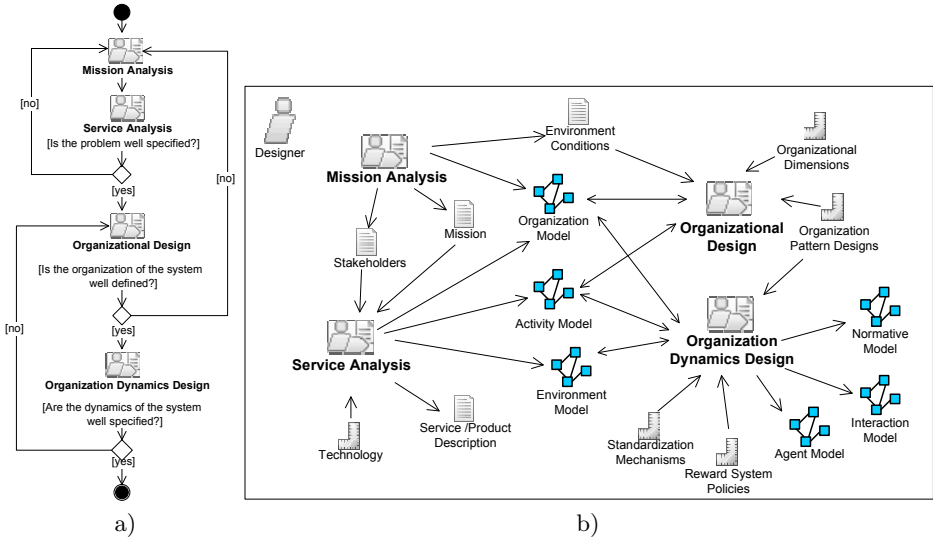 Mission Analysis
[no]
Service Analysis
[Is the problem well specified?]
[no]
[yes]
Organizational Design
[Is the organization of the system
well defined?]
[no]
[yes]
Organization Dynamics Design
[Are the dynamics of the system
well specified?]
[yes]
a)
Designer
Mission Analysis
Environment
Conditions
Organizational
Dimensions
Organization
Model
Mission
Stakeholders
Organizational
Design
Organization
Pattern Designs
Activity Model
Service Analysis
Organization
Dynamics Design
Normative
Model
Environment
Model
Technology
Service /Product
Description
Standardization
Mechanisms
Reward System
Policies
Agent Model
Interaction
Model
b)